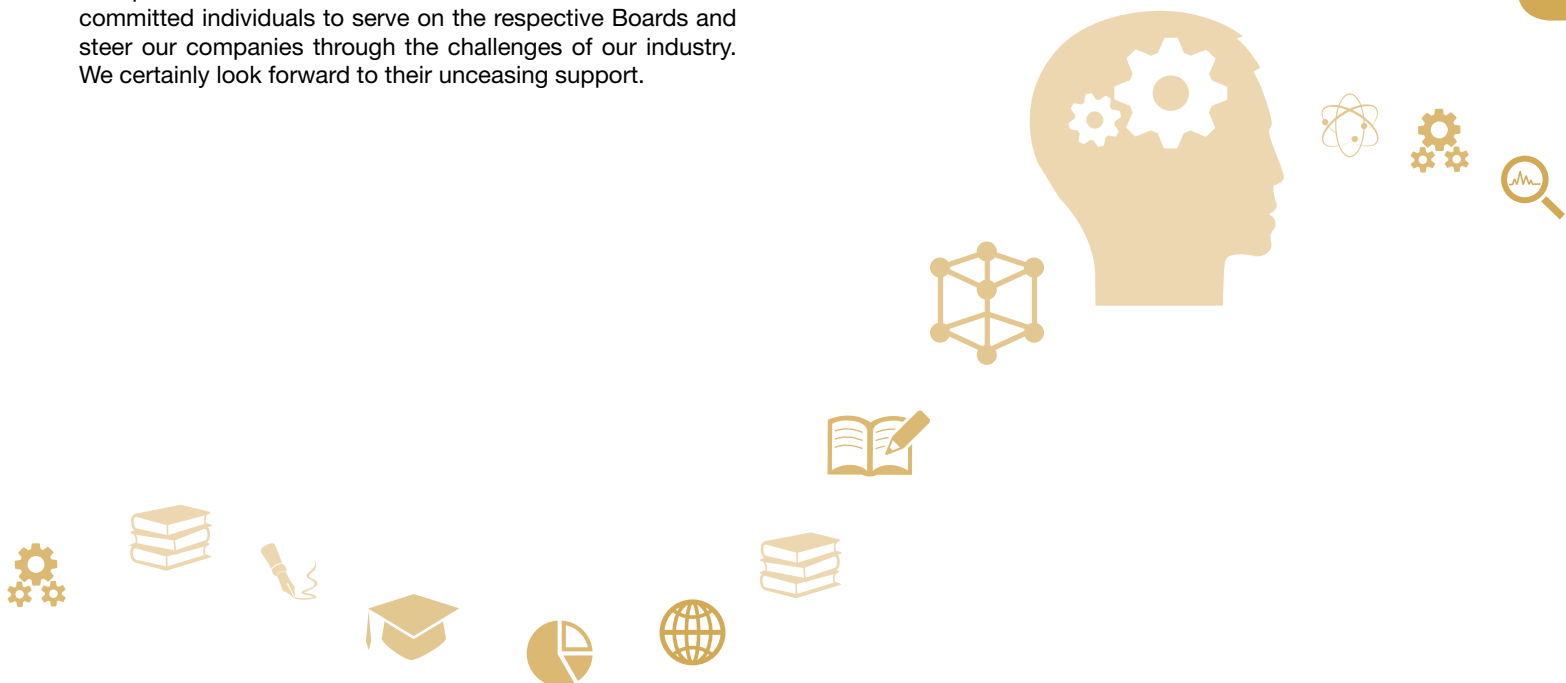 committed individuals to serve on the respective Boards and
steer our companies through the challenges of our industry.
We certainly look forward to their unceasing support.